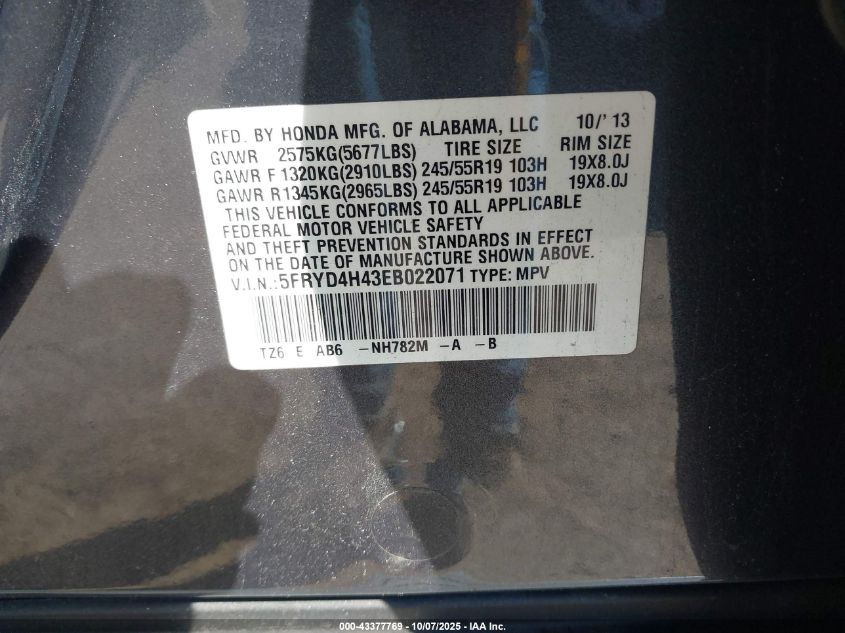 MFD. BY HONDA MFG. OF ALABAMA, LLC 10/'13
GVWR 2575KG(5677LBS) TIRE SIZE RIM SIZE
GAWR F 1320KG(2910LBS) 245/55R19 103H 19X8.0J
GAWR R1345KG(2965LBS) 245/55R19 103H 19X8.0J
THIS VEHICLE CONFORMS TO ALL APPLICABLE
FEDERAL MOTOR VEHICLE SAFETY
AND THEFT PREVENTION STANDARDS IN EFFECT
ON THE DATE OF MANUFACTURE SHOWN ABOVE.
V.I.N.:5FRYD4H43EB022071 TYPE: MPV
TZ6 E AB6 -NH782M -A -B
000-43377769 - 10/07/2025 - IAA Inc.